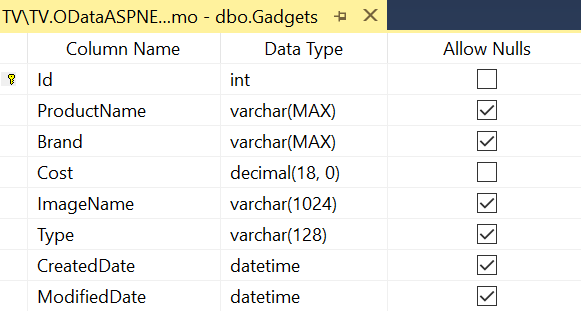 TV\TV.ODataASPNE...mo - dbo.Gadgets
Column Name Data Type Allow Nulls
Id int
ProductName varchar(MAX)
Brand varchar(MAX)
Cost decimal(18, 0)
ImageName varchar(1024)
Type varchar(128)
CreatedDate datetime
ModifiedDate datetime